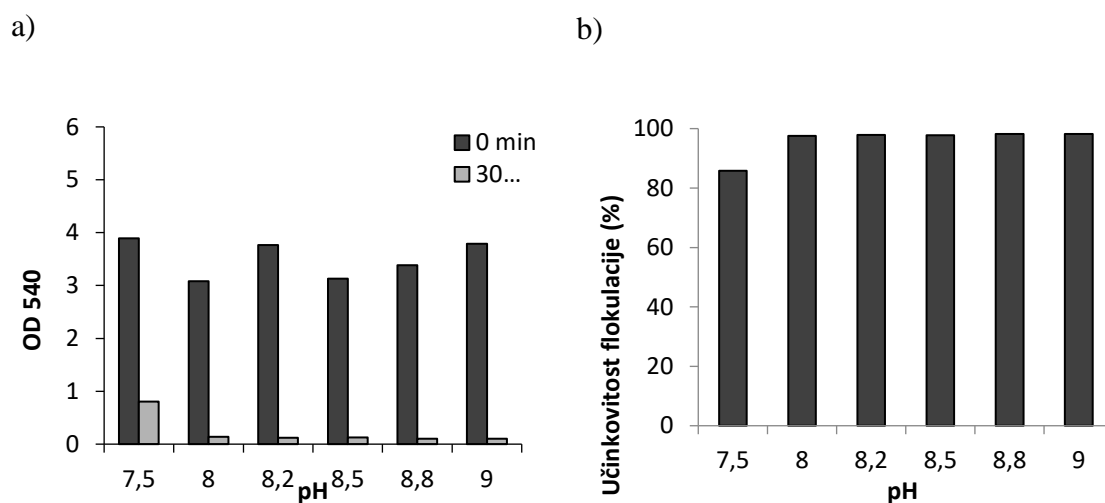 a)
b)
OD 540
6
5
4
3
2
1
0
0 min
30...
7,5 8 8,2 8,5 8,8 9
pH
Učinkovitost flokulacije (%)
100
80
60
40
20
0
7,5 8 8,2 8,5 8,8 9
pH